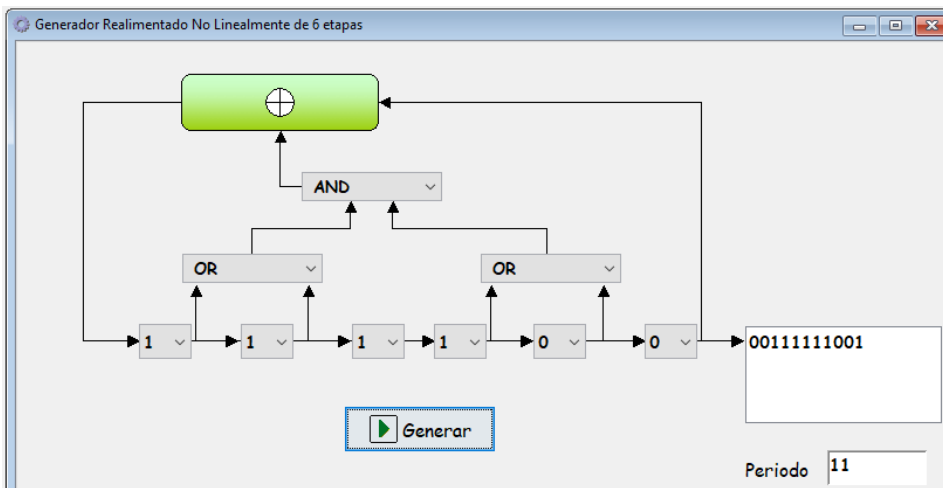 Generador Realimentado No Linealmente de 6 etapas
AND
OR OR
1 1 1 1 0 0
00111111001
Generar
Periodo 11